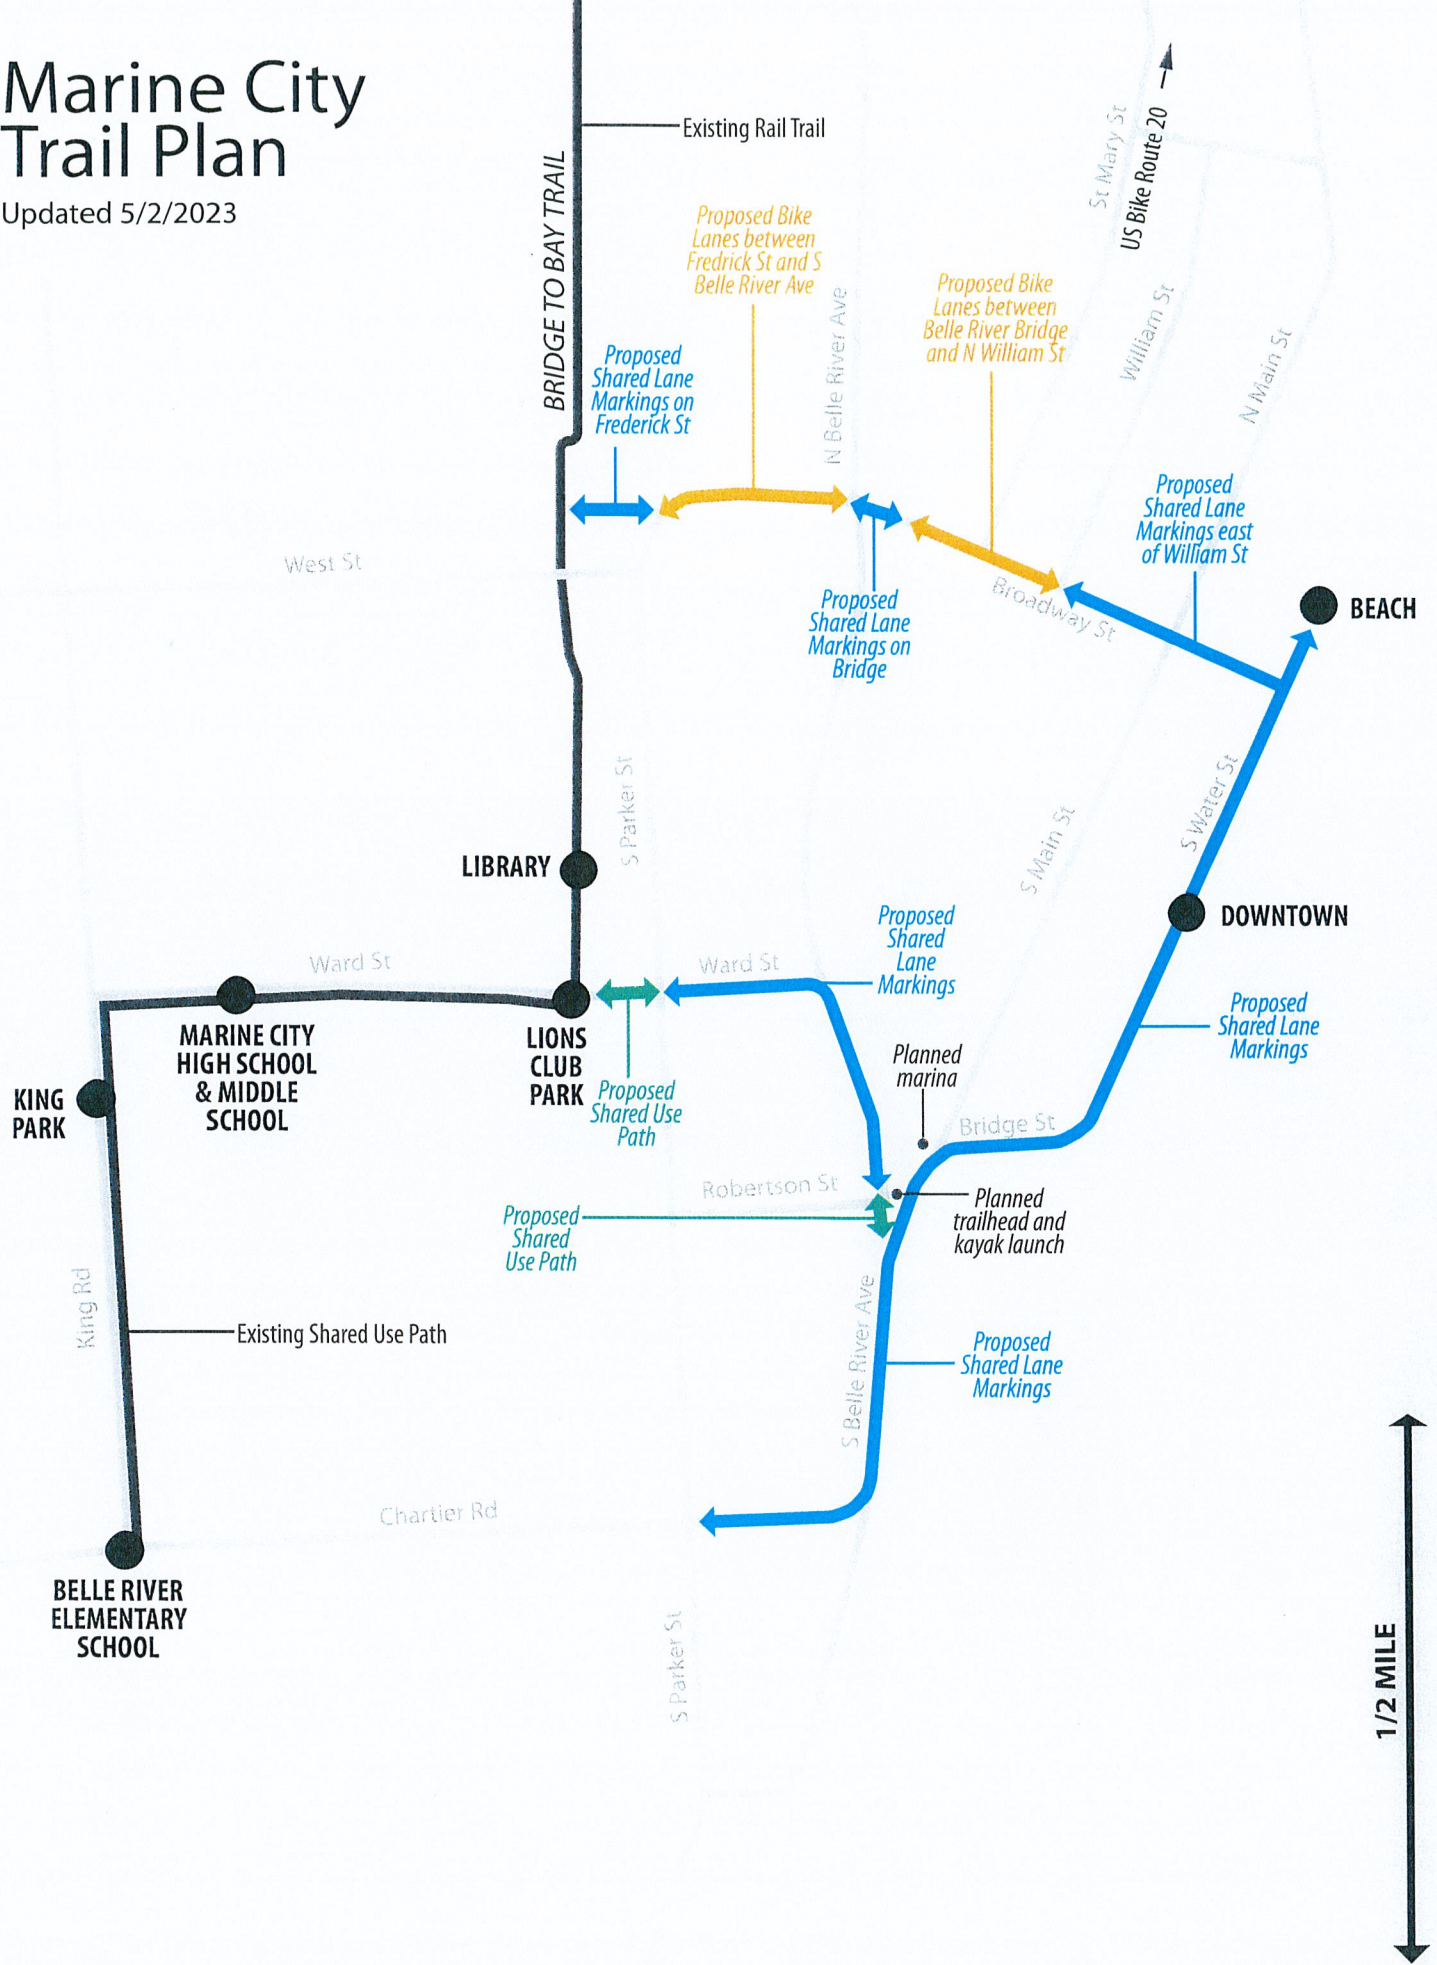 Marine City
Trail Plan
Updated 5/2/2023
BRIDGE TO BAY TRAIL
Existing Rail Trail
St Mary St
US Bike Route 20
Proposed Bike
Lanes between
Fredrick St and S
Belle River Ave
Proposed Bike
Lanes between
Belle River Bridge
and N William St
William St
N Main St
N Belle River Ave
Proposed
Shared Lane
Markings on
Frederick St
Proposed
Shared Lane
Markings east
of William St
West St
Proposed
Shared Lane
Markings on
Bridge
Broadway St
BEACH
S Parker St
S Water St
S Main St
LIBRARY
DOWNTOWN
Ward St
Ward St
Proposed
Shared
Lane
Markings
MARINE CITY
HIGH SCHOOL
& MIDDLE
SCHOOL
LIONS
CLUB
PARK
Proposed
Shared Use
Path
Proposed
Shared Lane
Markings
KING
PARK
Planned
marina
Bridge St
Robertson St
Planned
trailhead and
kayak launch
Proposed
Shared
Use Path
King Rd
Existing Shared Use Path
S Belle River Ave
Proposed
Shared Lane
Markings
Chartier Rd
BELLE RIVER
ELEMENTARY
SCHOOL
S Parker St
1/2 MILE